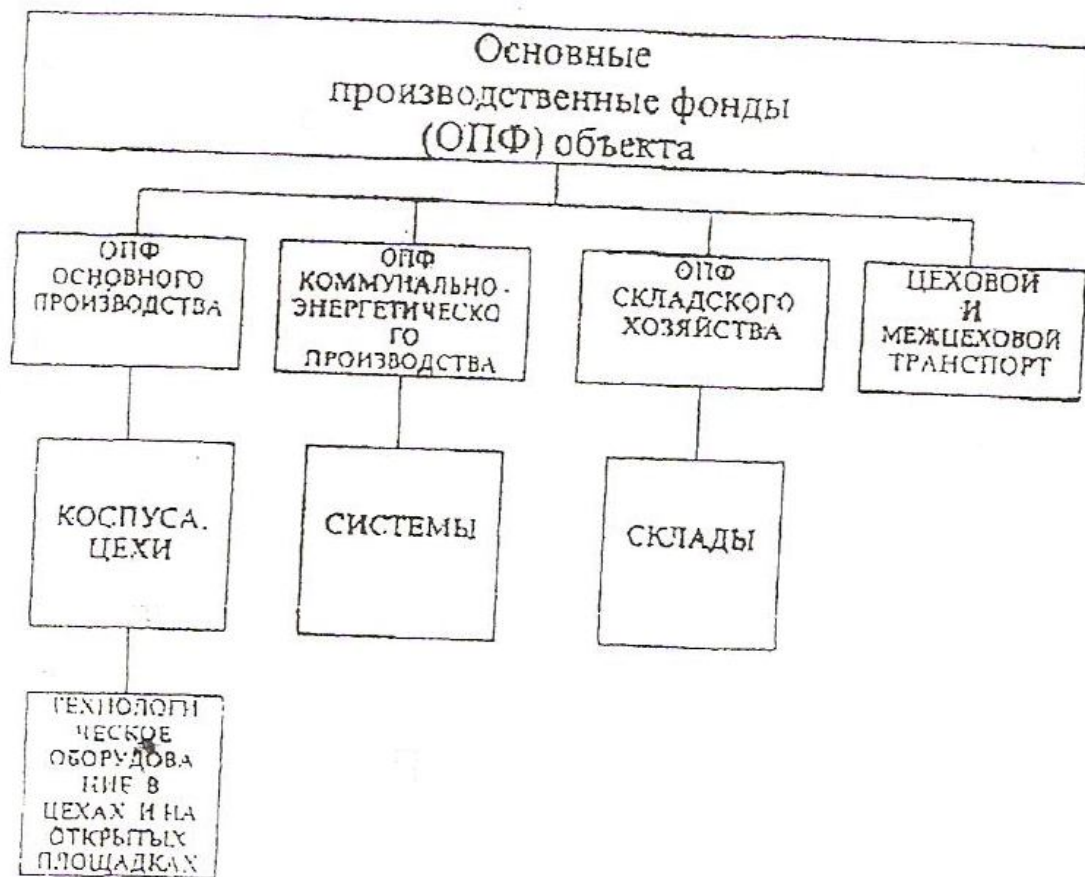 Основные
производственные фонды
(ОПФ) объекта
ОПФ
ОСНОВНОГО
ПРОИЗВОДСТВА
ОПФ
КОММУНАЛЬНО-
ЭНЕРГЕТИЧЕСКО
ГО
ПРОИЗВОДСТВА
ОПФ
СКЛАДСКОГО
ХОЗЯЙСТВА
ЦЕХОВОЙ
И
МЕЖЦЕХОВОЙ
ТРАНСПОРТ
КОСПУСА.
ЦЕХИ
СИСТЕМЫ
СКЛАДЫ
ТЕХНОЛОГИ
ЧЕСКОЕ
ОБОРУДОВА
НИЕ В
ЦЕХАХ И НА
ОТКРЫТЫХ
ПЛОЩАДКАХ